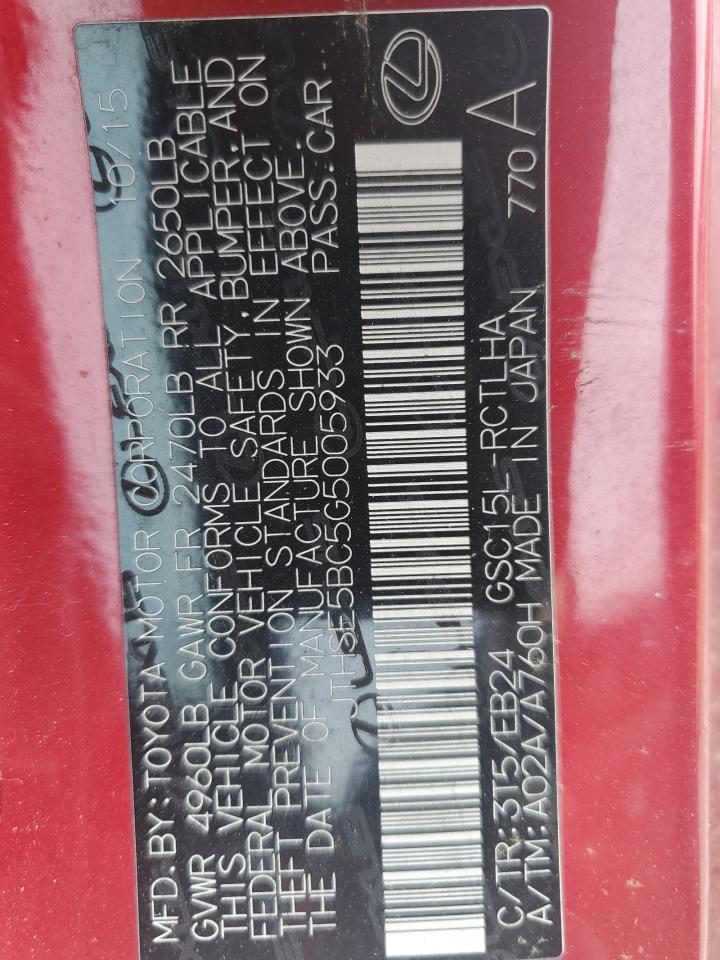 MFD.BY:TOYOTA MOTOR CORPORATION 10/15
GVWR 4960LB GAWR FR 2470LB RR 2650LB
THIS VEHICLE CONFORMS TO ALL APPLICABLE
FEDERAL MOTOR VEHICLE SAFETY,BUMPER,AND
THEFT PREVENTION STANDARDS IN EFFECT ON
THE DATE OF MANUFACTURE SHOWN ABOVE.
JTHSE5BC5G5005933 PASS.CAR
C/TR:3T5/EB24 GSC15L-RCTLHA 770
A/TM:A02A/A760H MADE IN JAPAN A